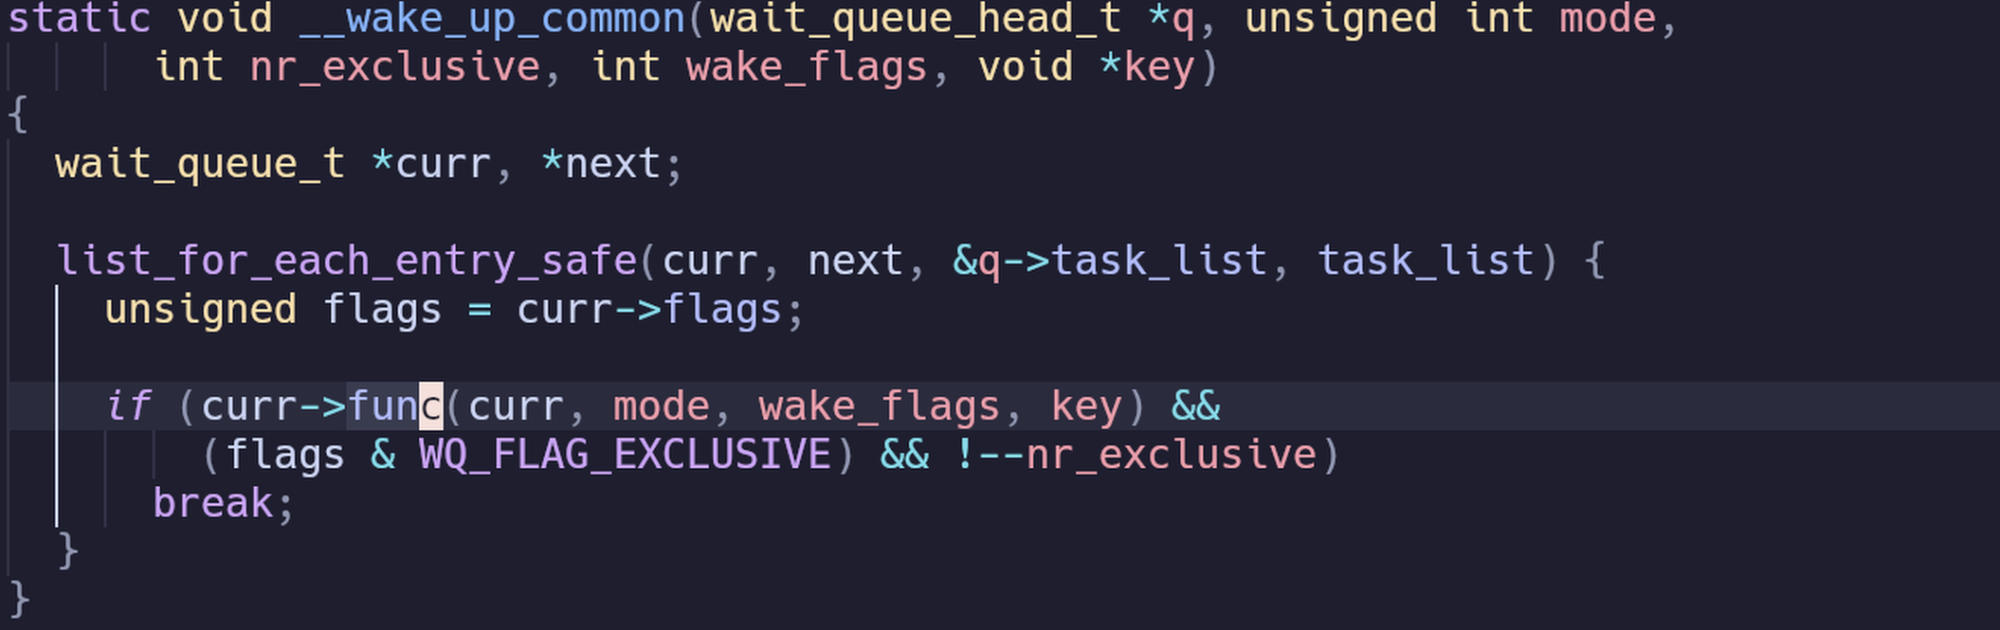 static void __wake_up_common(wait_queue_head_t *q, unsigned int mode,
int nr_exclusive, int wake_flags, void *key)
{
wait_queue_t *curr, *next;
list_for_each_entry_safe(curr, next, &q->task_list, task_list) {
unsigned flags = curr->flags;
if (curr->func(curr, mode, wake_flags, key) &&
(flags & WQ_FLAG_EXCLUSIVE) && !--nr_exclusive)
break;
}
}